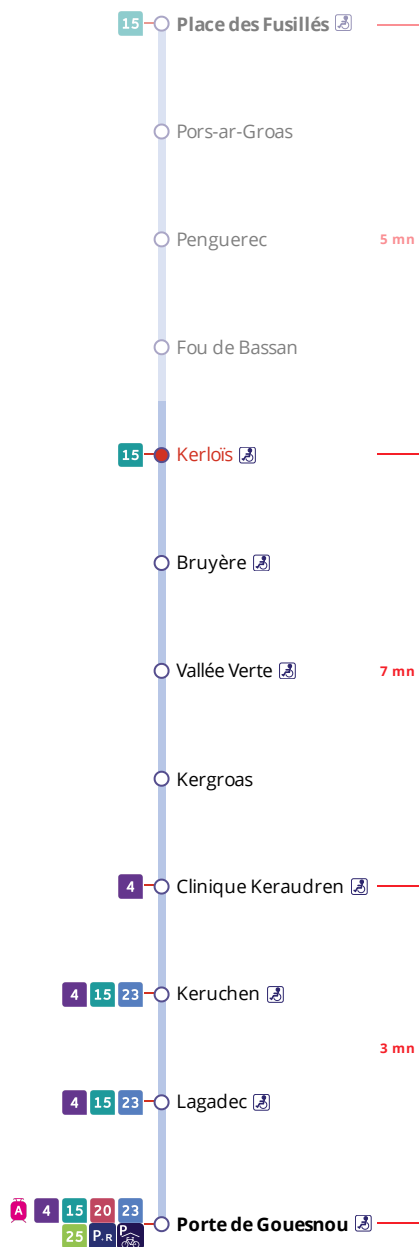 15 Place des Fusillés
Pors-ar-Groas
Penguerec 5 mn
Fou de Bassan
15 Kerloïs
Bruyère
Vallée Verte 7 mn
Kergroas
4 Clinique Keraudren
4 15 23 Keruchen
3 mn
4 15 23 Lagadec
A 4 15 20 23
25 P.R P Porte de Gouesnou